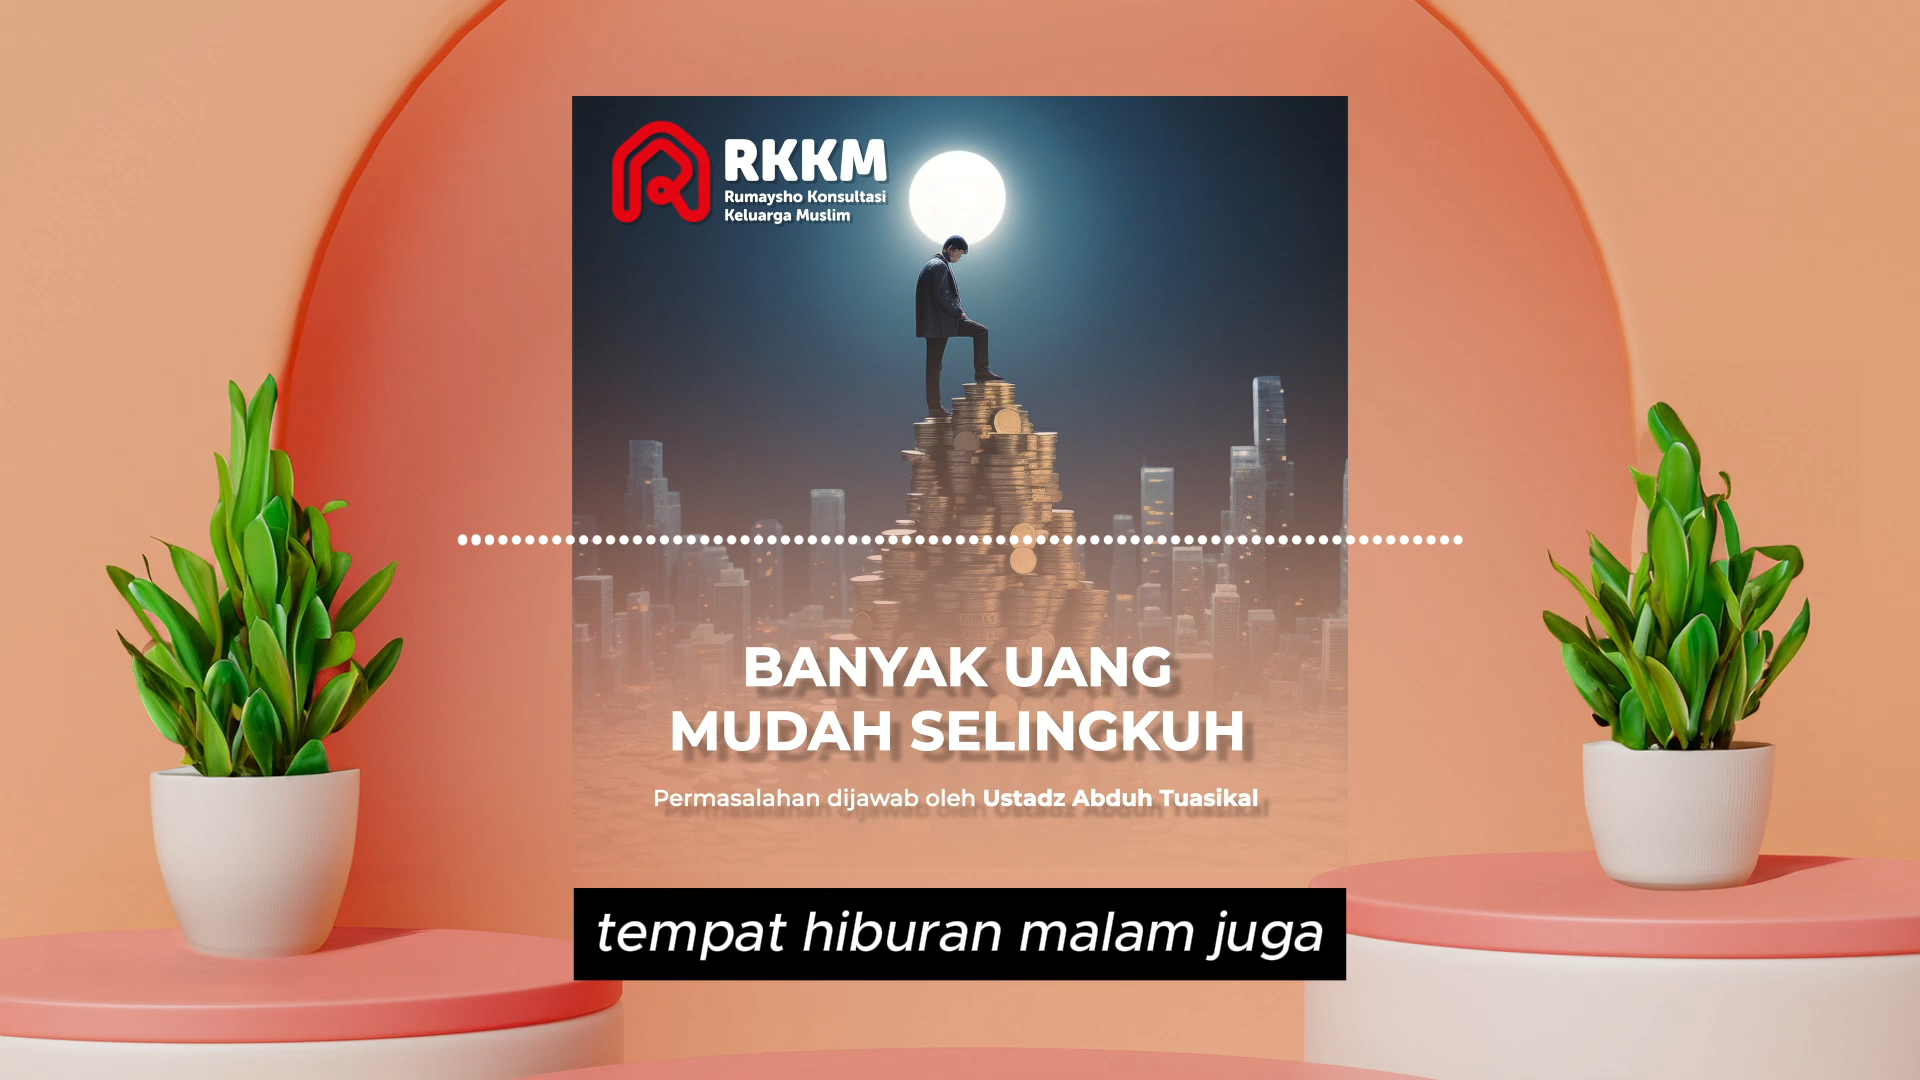 RKKM
Rumaysho Konsultasi
Keluarga Muslim
BANYAK UANG
MUDAH SELINGKUH
Permasalahan dijawab oleh Ustadz Abduh Tuasikal
tempat hiburan malam juga